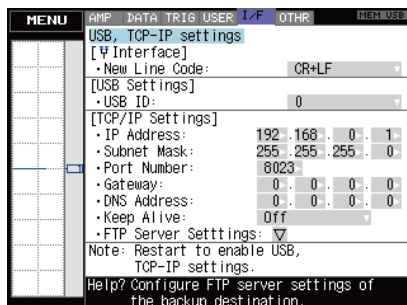 MENU AMP DATA TRIG USER I/F OTHR MEM USB
USB, TCP-IP settings
[Ψ Interface]
・New Line Code: CR+LF
[USB Settings]
・USB ID: 0
[TCP/IP Settings]
・IP Address: 192.168. 0. 1
・Subnet Mask: 255.255.255. 0
・Port Number: 8023
・Gateway: 0. 0. 0. 0
・DNS Address: 0. 0. 0. 0
・Keep Alive: Off
・FTP Server Setttings: ▽
Note: Restart to enable USB,
TCP-IP settings.
Help? Configure FTP server settings of
the backup destination.